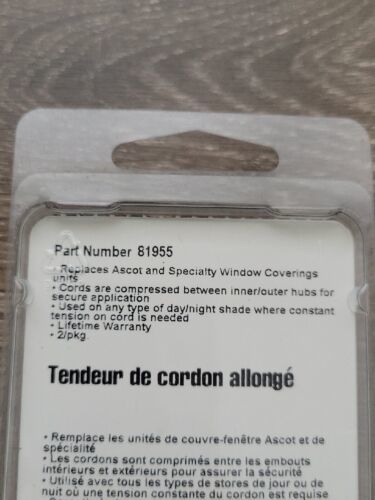 Part Number 81955
• Replaces Ascot and Specialty Window Coverings
units
• Cords are compressed between inner/outer hubs for
secure application
• Used on any type of day/night shade where constant
tension on cord is needed
• Lifetime Warranty
• 2/pkg.
Tendeur de cordon allongé
• Remplace les unités de couvre-fenêtre Ascot et de
spécialité
• Les cordons sont comprimés entre les embouts
intérieurs et extérieurs pour assurer la sécurité
• Utilisé avec tous les types de stores de jour ou de
nuit où une tension constante du cordon est requise